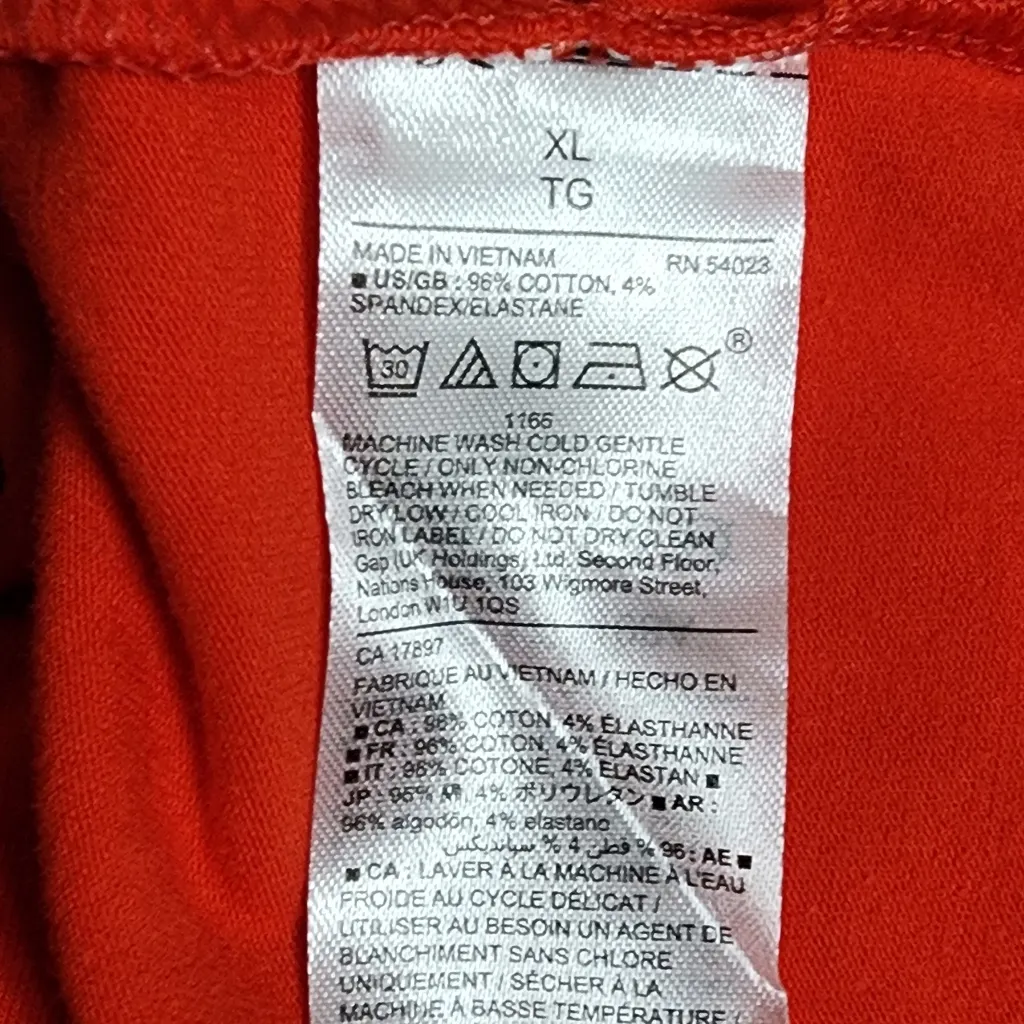 XL
TG
MADE IN VIETNAM RN 54023
■ US/GB : 96% COTTON, 4%
SPANDEX/ELASTANE
30
®
1166
MACHINE WASH COLD GENTLE
CYCLE / ONLY NON-CHLORINE
BLEACH WHEN NEEDED / TUMBLE
DRY LOW / COOL IRON / DO NOT
IRON LABEL / DO NOT DRY CLEAN
Gap (UK Holdings) Ltd. Second Floor,
Nations House, 103 Wigmore Street,
London W1U 1QS
CA 17897
FABRIQUE AU VIETNAM / HECHO EN
VIETNAM
■ CA : 96% COTON, 4% ÉLASTHANNE
■ FR : 96% COTON, 4% ÉLASTHANNE
■ IT : 96% COTONE, 4% ELASTAN ■
JP : 96% 綿, 4% ポリウレタン ■ AR :
96% algodón, 4% elastano
■ AE : 96 % قطن 4 % سباندیکس
■ CA : LAVER À LA MACHINE À L'EAU
FROIDE AU CYCLE DÉLICAT /
UTILISER AU BESOIN UN AGENT DE
BLANCHIMENT SANS CHLORE
UNIQUEMENT / SÉCHER À LA
MACHINE À BASSE TEMPÉRATURE /